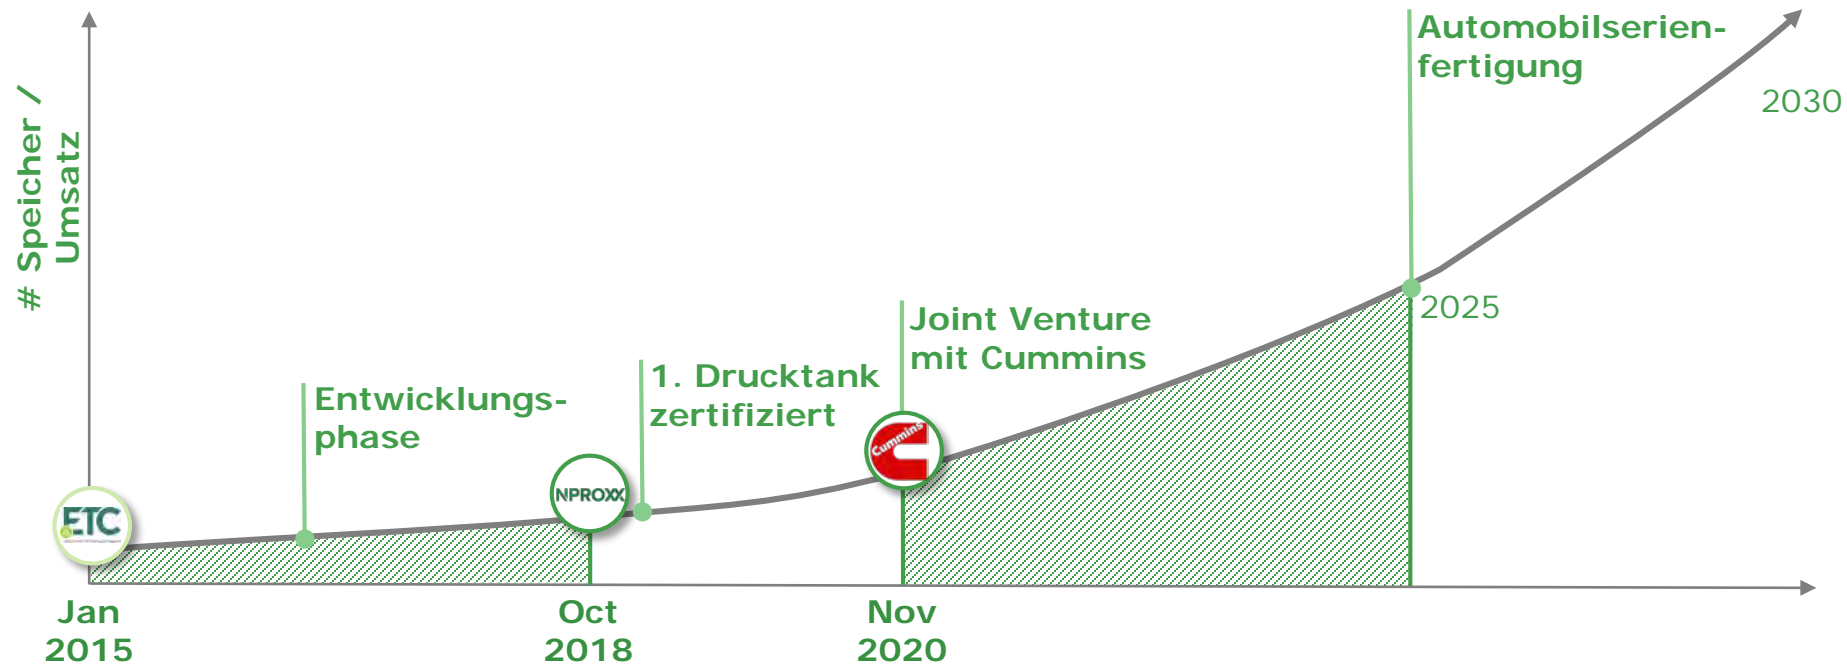 # Speicher /
Umsatz
Automobilserien-
fertigung
2030
2025
Joint Venture
mit Cummins
1. Drucktank
zertifiziert
Entwicklungs-
phase
ETC
NPROXX
Cummins
Jan
2015
Oct
2018
Nov
2020